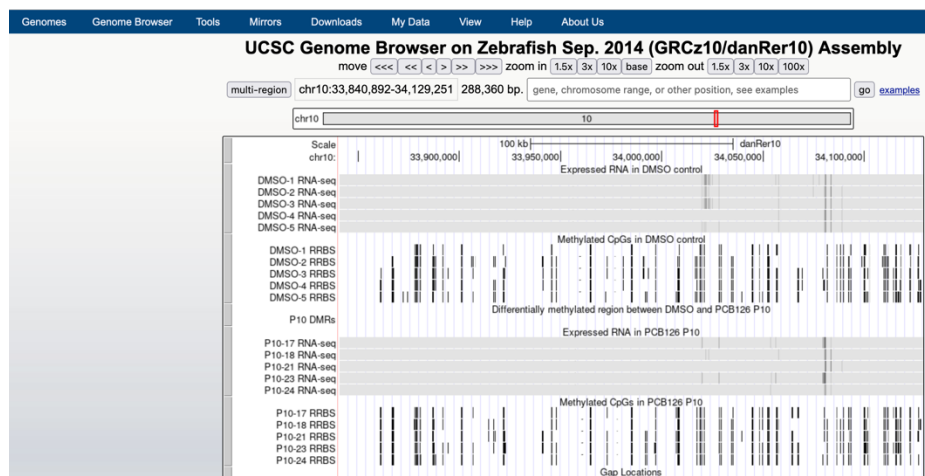 Genomes Genome Browser Tools Mirrors Downloads My Data View Help About Us
UCSC Genome Browser on Zebrafish Sep. 2014 (GRCz10/danRer10) Assembly
move <<< << < > >> >>> zoom in 1.5x 3x 10x base zoom out 1.5x 3x 10x 100x
multi-region chr10:33,840,892-34,129,251 288,360 bp. gene, chromosome range, or other position, see examples go examples
chr10 10
Scale 100 kb danRer10
chr10: 33,900,000 33,950,000 34,000,000 34,050,000 34,100,000
Expressed RNA in DMSO control
DMSO-1 RNA-seq
DMSO-2 RNA-seq
DMSO-3 RNA-seq
DMSO-4 RNA-seq
DMSO-5 RNA-seq
Methylated CpGs in DMSO control
DMSO-1 RRBS
DMSO-2 RRBS
DMSO-3 RRBS
DMSO-4 RRBS
DMSO-5 RRBS
Differentially methylated region between DMSO and PCB126 P10
P10 DMRs
Expressed RNA in PCB126 P10
P10-17 RNA-seq
P10-18 RNA-seq
P10-21 RNA-seq
P10-23 RNA-seq
P10-24 RNA-seq
Methylated CpGs in PCB126 P10
P10-17 RRBS
P10-18 RRBS
P10-21 RRBS
P10-23 RRBS
P10-24 RRBS
Gap Locations